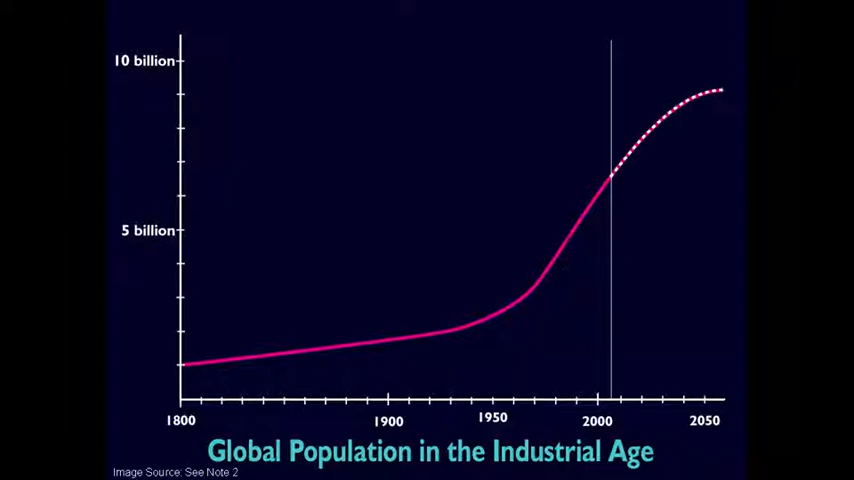 10 billion
5 billion
1800 1900 1950 2000 2050
Global Population in the Industrial Age
Image Source: See Note 2